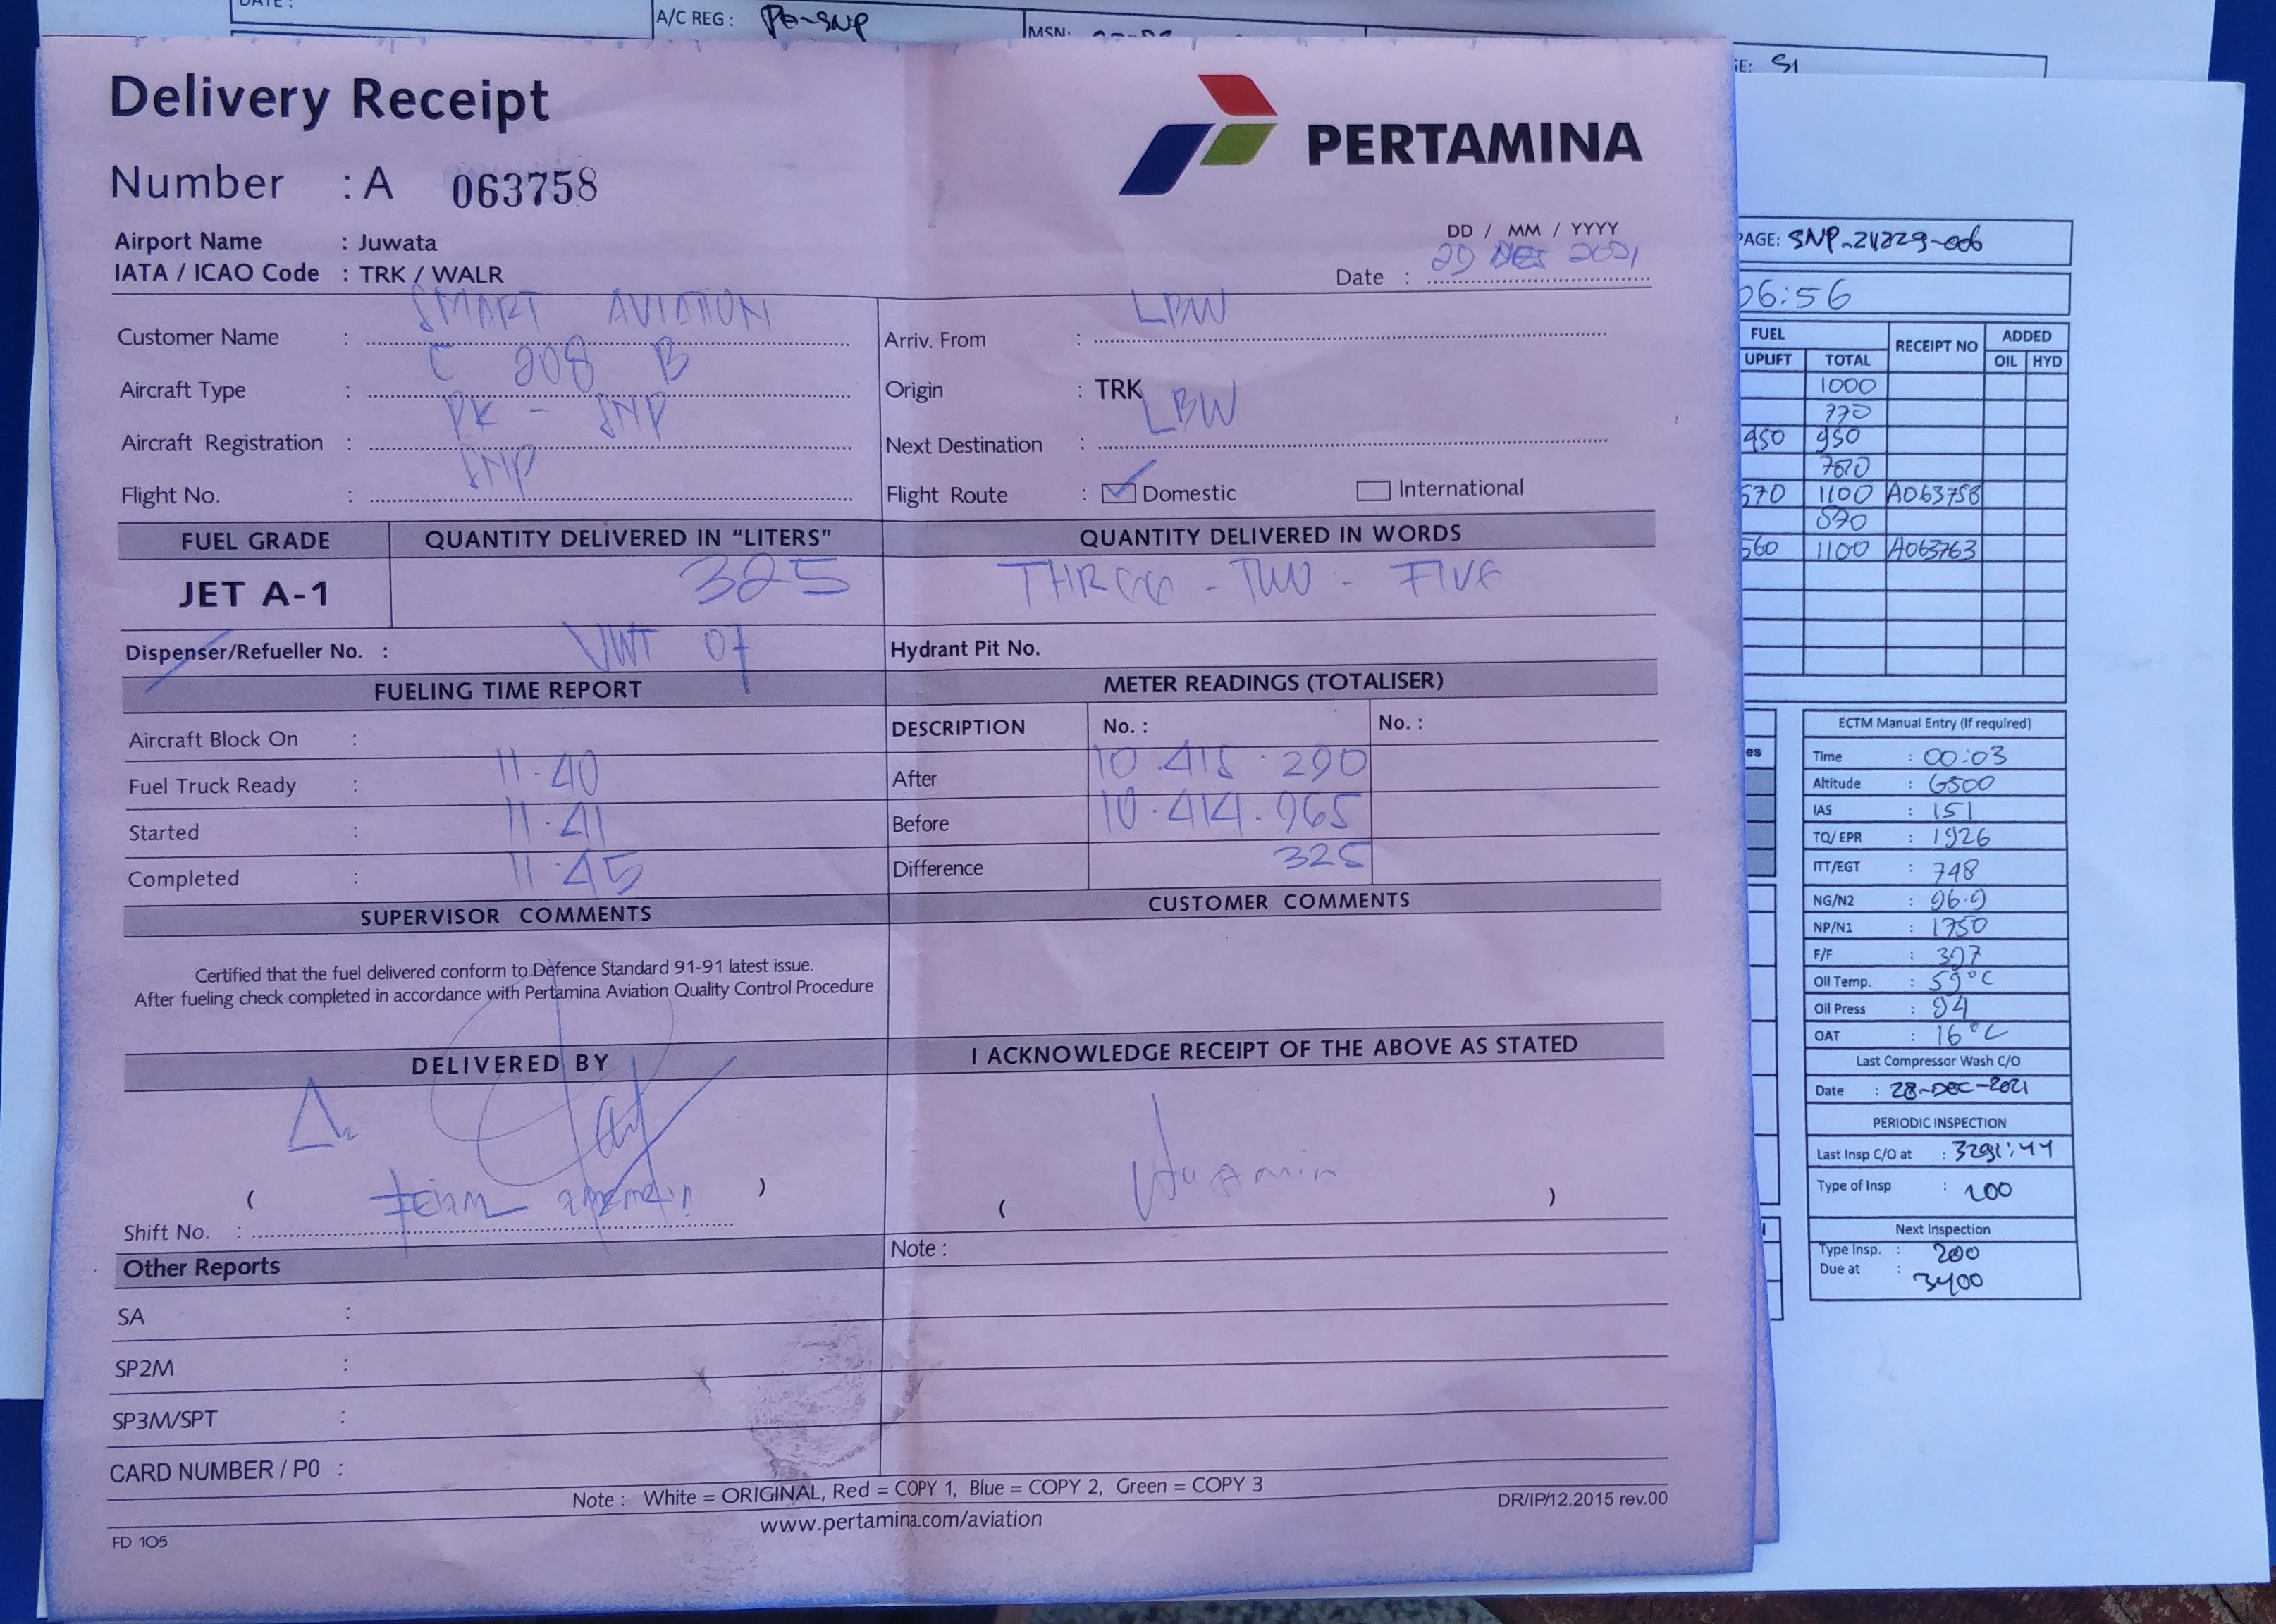 DATE :
A/C REG : PO-SNP
MSN:
GE: 51
Delivery Receipt
PERTAMINA
Number : A 063758
Airport Name : Juwata
IATA / ICAO Code : TRK / WALR
DD / MM / YYYY
Date : 29 DES 2021
Customer Name : SMART AVIATION
Arriv. From : LBW
Aircraft Type : C 208 B
Origin : TRK
Aircraft Registration : PK - SNP
Next Destination : LBW
Flight No. : SNP
Flight Route : Domestic International
FUEL GRADE QUANTITY DELIVERED IN "LITERS" QUANTITY DELIVERED IN WORDS
JET A-1 325 THREE - TWO - FIVE
Dispenser/Refueller No. : VWT 07 Hydrant Pit No.
FUELING TIME REPORT METER READINGS (TOTALISER)
Aircraft Block On : DESCRIPTION No. : No. :
Fuel Truck Ready : 11.40 After 10.415.290
Started : 11.41 Before 10.414.965
Completed : 11.45 Difference 325
SUPERVISOR COMMENTS CUSTOMER COMMENTS
Certified that the fuel delivered conform to Defence Standard 91-91 latest issue.
After fueling check completed in accordance with Pertamina Aviation Quality Control Procedure
DELIVERED BY I ACKNOWLEDGE RECEIPT OF THE ABOVE AS STATED
( )
( )
Shift No. :
Note :
Other Reports
SA :
SP2M :
SP3M/SPT :
CARD NUMBER / P0 :
Note : White = ORIGINAL, Red = COPY 1, Blue = COPY 2, Green = COPY 3
www.pertamina.com/aviation
DR/IP/12.2015 rev.00
FD 105
PAGE: SNP-211229-006
06:56
FUEL RECEIPT NO ADDED
UPLIFT TOTAL OIL HYD
1000
770
450 950
570 1100 A063758
560 1100 A063763
es
ECTM Manual Entry (If required)
Time : 00:03
Altitude : 6500
IAS : 151
TQ/ EPR : 1926
ITT/EGT : 748
NG/N2 : 96.9
NP/N1 : 1750
F/F : 397
Oil Temp. : 59°C
Oil Press : 94
OAT : 16°C
Last Compressor Wash C/O
Date : 28-DEC-2021
PERIODIC INSPECTION
Last Insp C/O at : 3291:44
Type of Insp : 200
Next Inspection
Type Insp. : 200
Due at : 3400